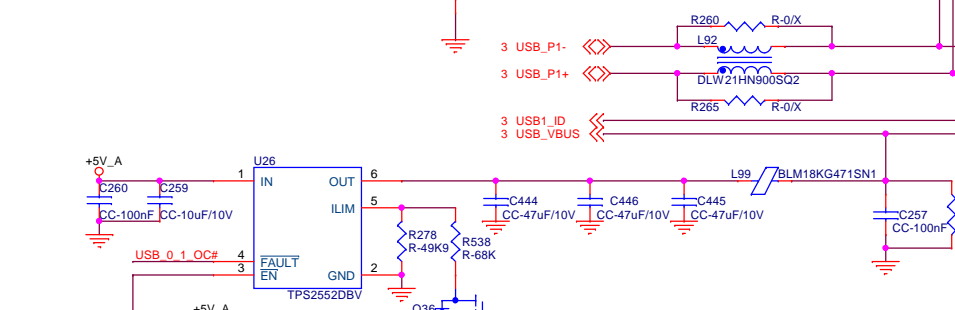 R260 R-0/X
L92
3 USB_P1-
3 USB_P1+
DLW21HN900SQ2
R265 R-0/X
3 USB1_ID
3 USB_VBUS
+5V_A
U26
1 IN OUT 6
L99 BLM18KG471SN1
C260 C259
CC-100nF CC-10uF/10V
ILIM 5
C444 C446 C445
CC-47uF/10V CC-47uF/10V CC-47uF/10V
C257
CC-100nF
R278
R-49K9
R538
R-68K
USB_0_1_OC# 4 FAULT
3 EN GND 2
TPS2552DBV
+5V_A
Q36